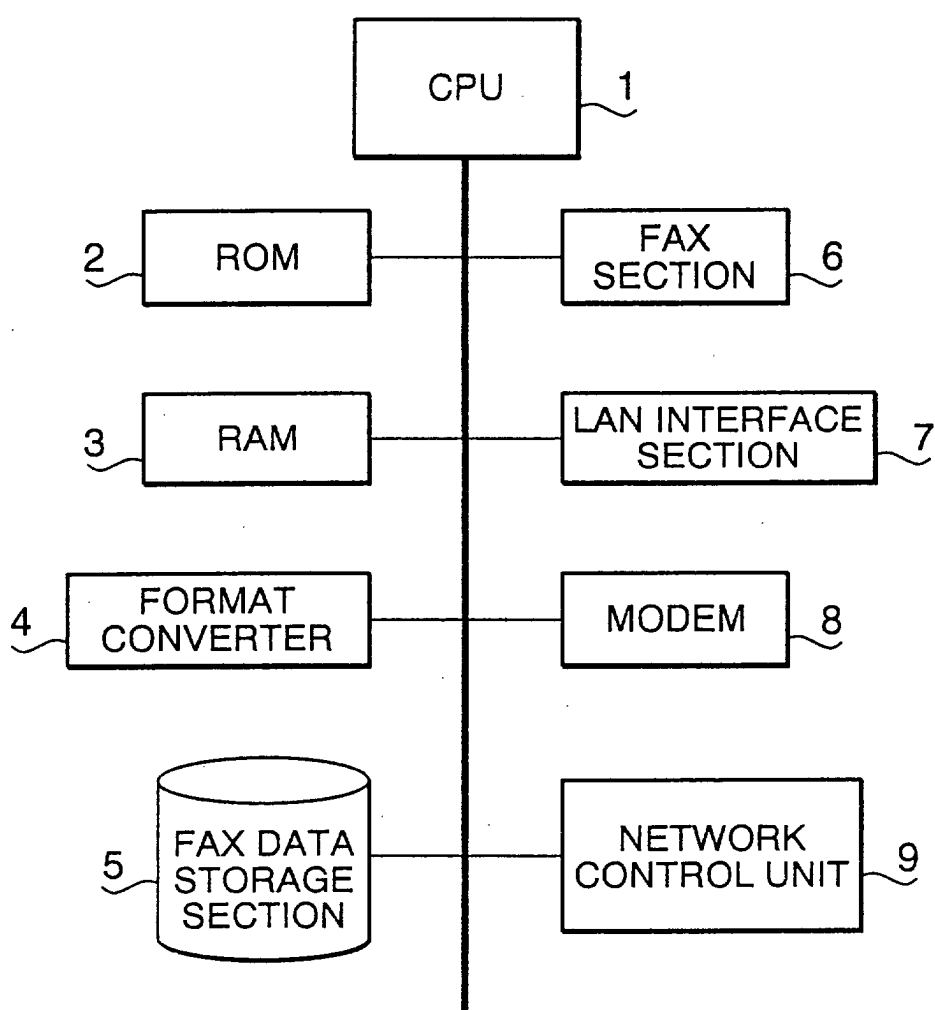 CPU
1
2
ROM
FAX
SECTION
6
3
RAM
LAN INTERFACE
SECTION
7
4
FORMAT
CONVERTER
MODEM
8
5
FAX DATA
STORAGE
SECTION
NETWORK
CONTROL UNIT
9